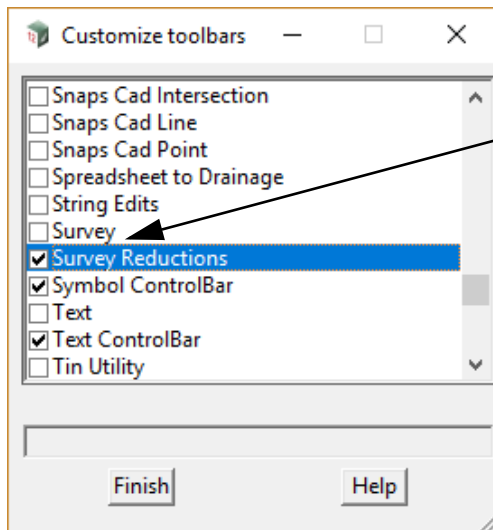 Customize toolbars
Snaps Cad Intersection
Snaps Cad Line
Snaps Cad Point
Spreadsheet to Drainage
String Edits
Survey
Survey Reductions
Symbol ControlBar
Text
Text ControlBar
Tin Utility
Finish Help